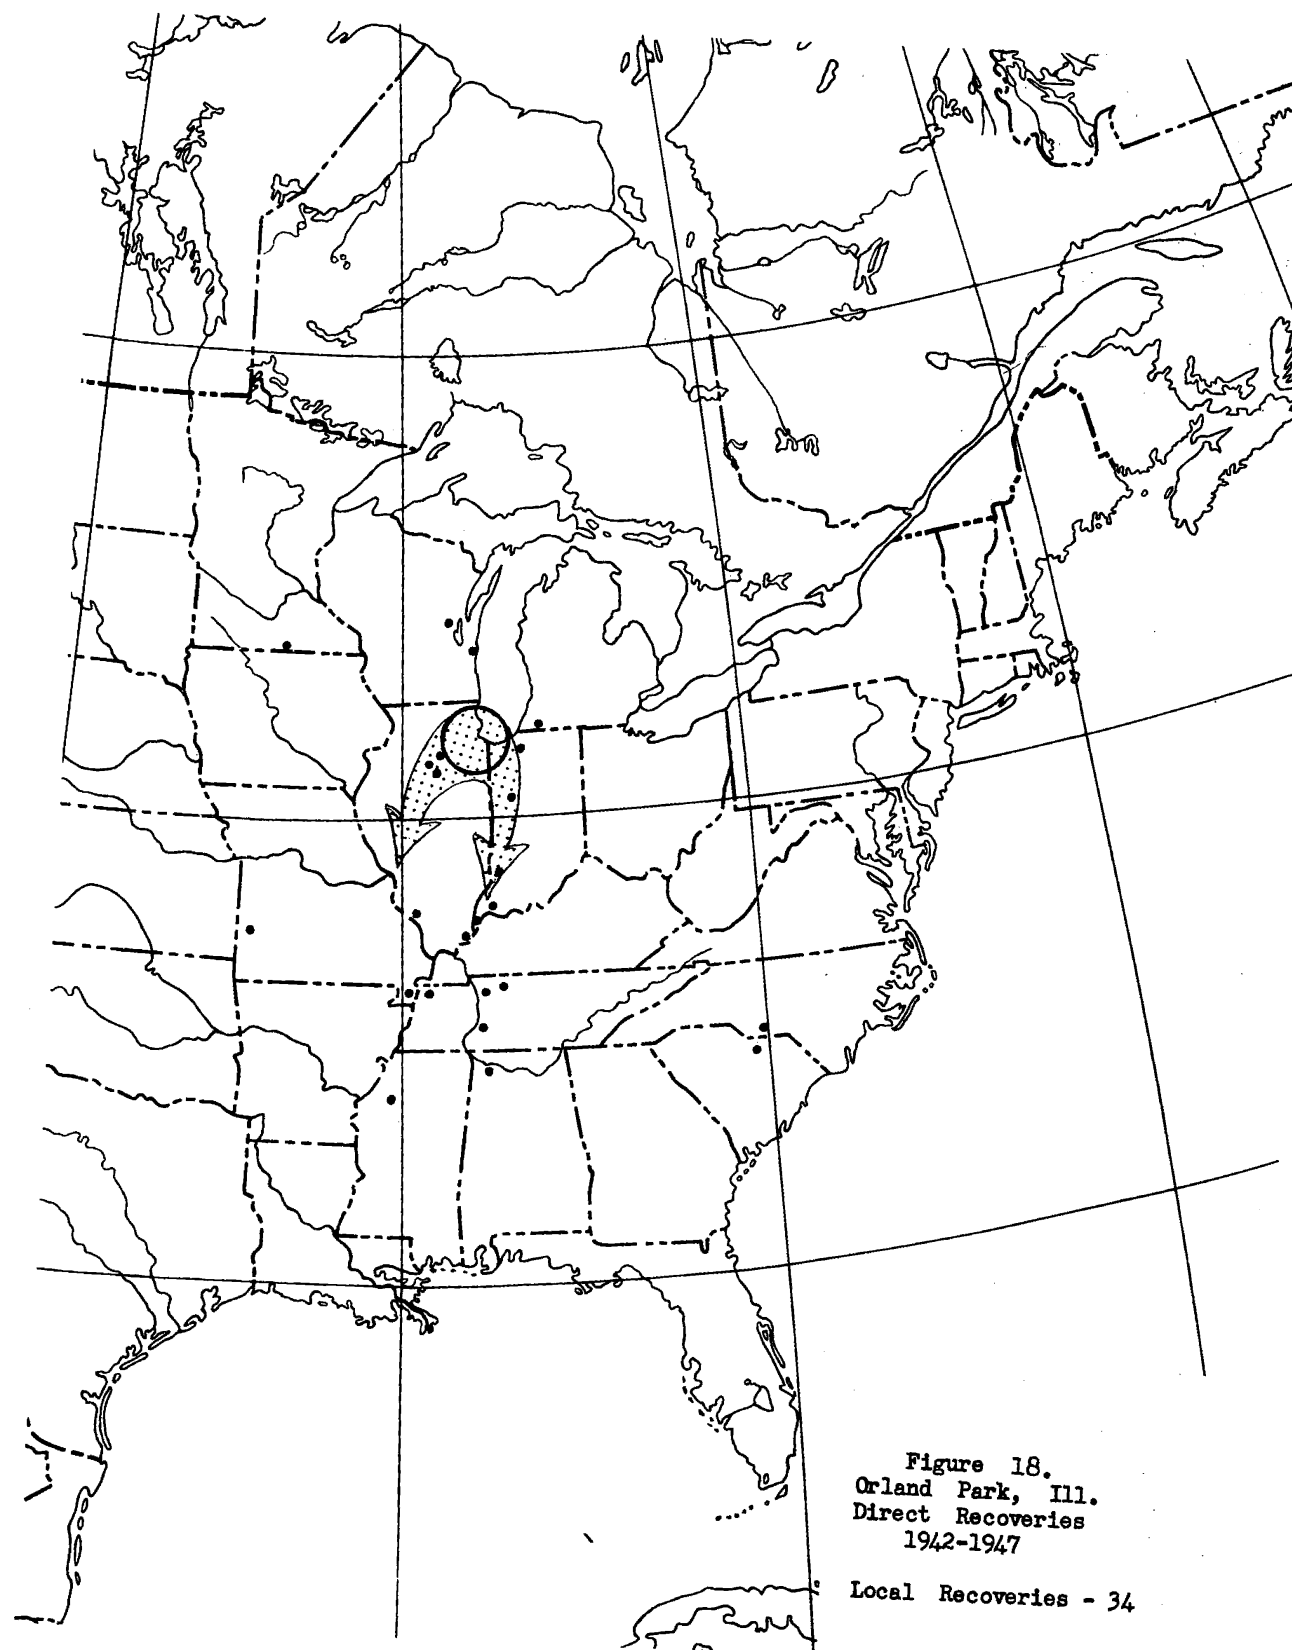 Figure 18.
Orland Park, Ill.
Direct Recoveries
1942-1947
Local Recoveries - 34